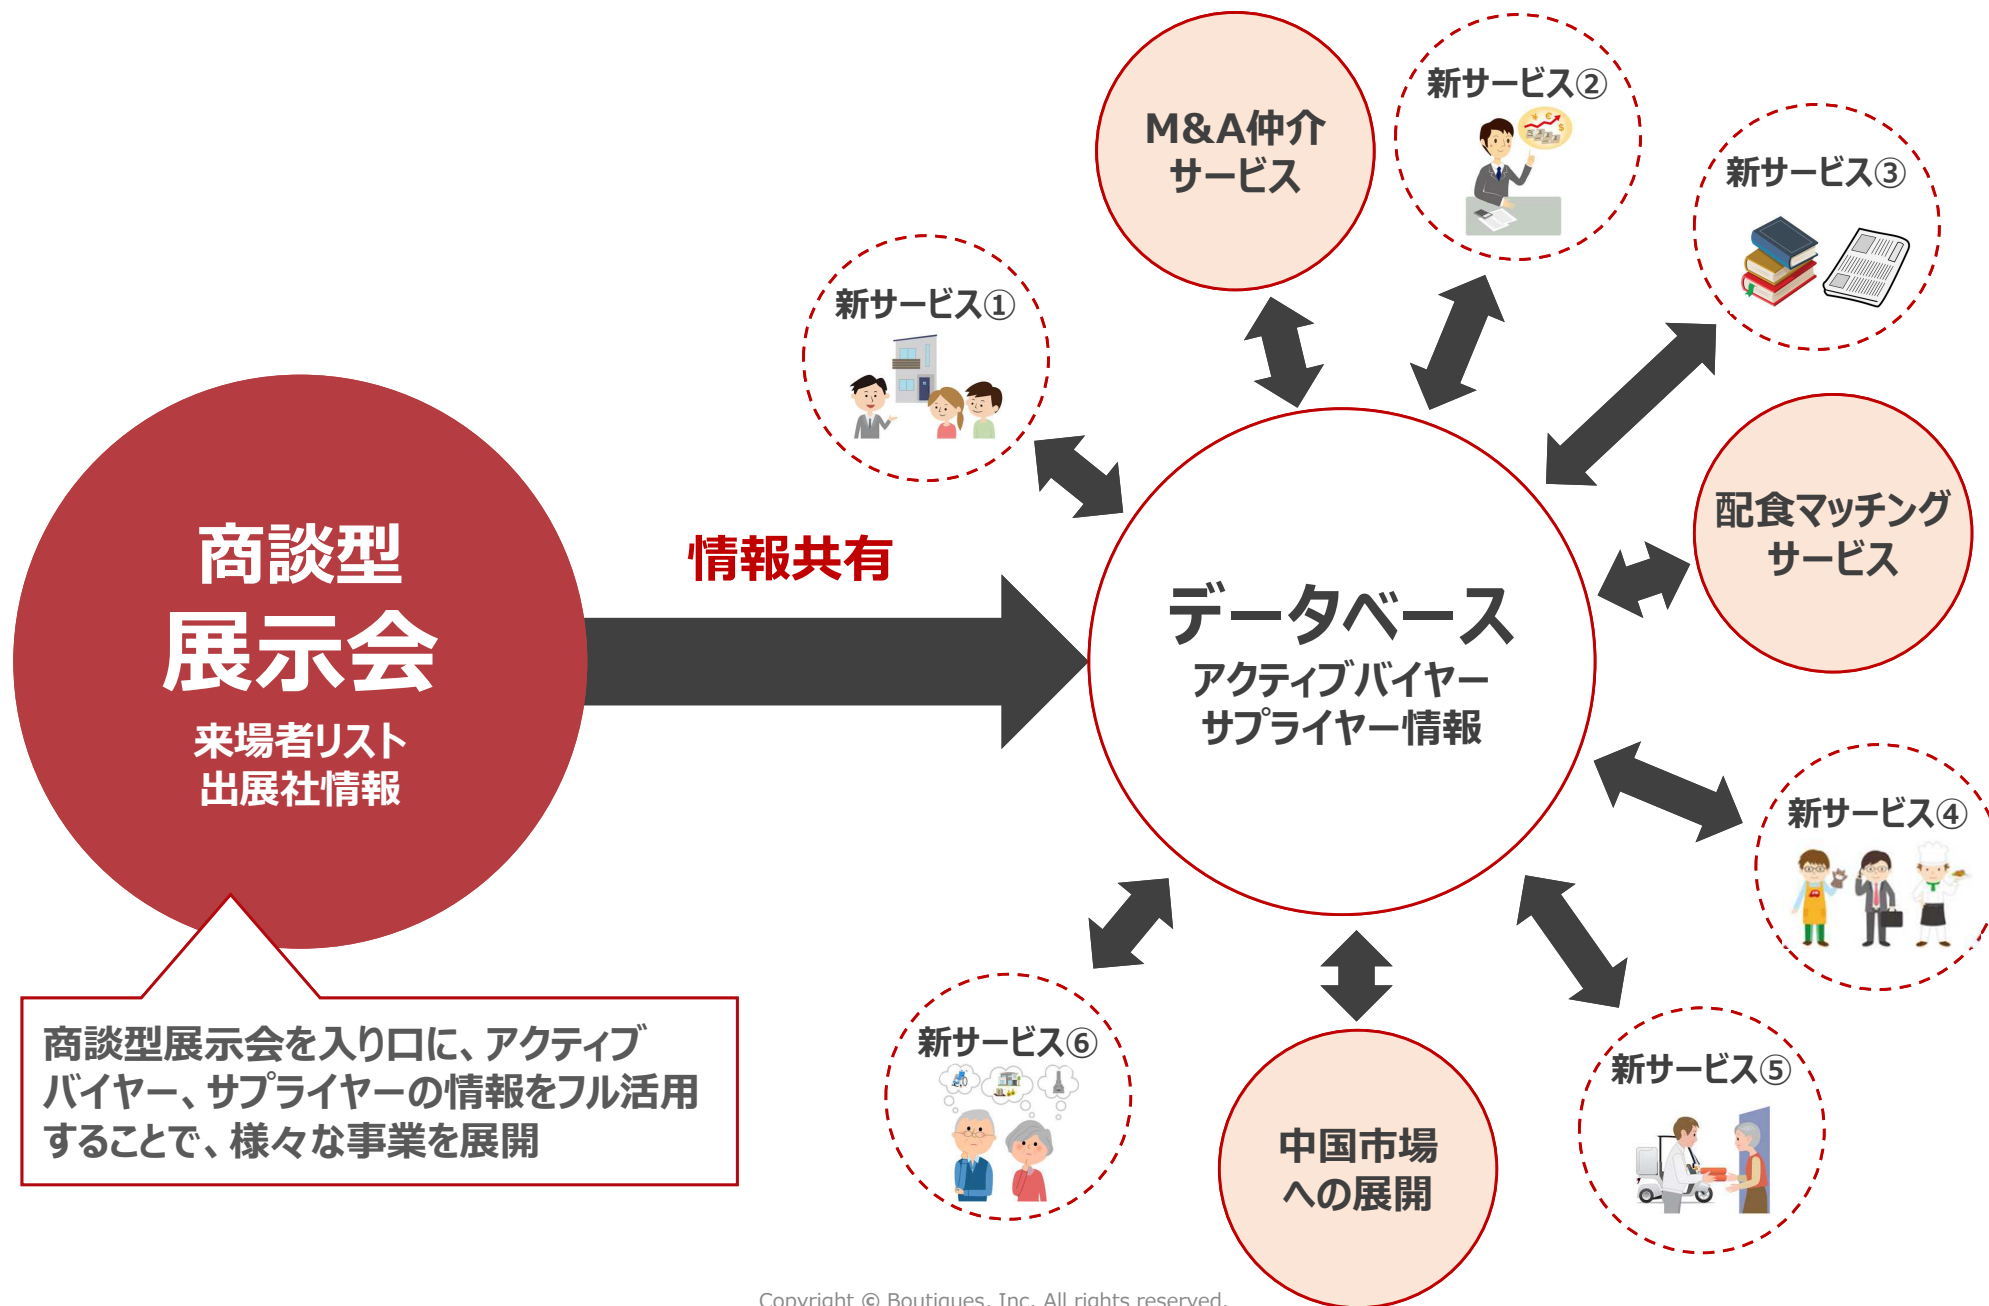 商談型
展示会
来場者リスト
出展社情報
商談型展示会を入り口に、アクティブ
バイヤー、サプライヤーの情報をフル活用
することで、様々な事業を展開
情報共有
データベース
アクティブバイヤー
サプライヤー情報
新サービス①
M&A仲介
サービス
新サービス②
新サービス③
配食マッチング
サービス
新サービス④
新サービス⑤
中国市場
への展開
新サービス⑥
Copyright © Boutiques, Inc. All rights reserved.